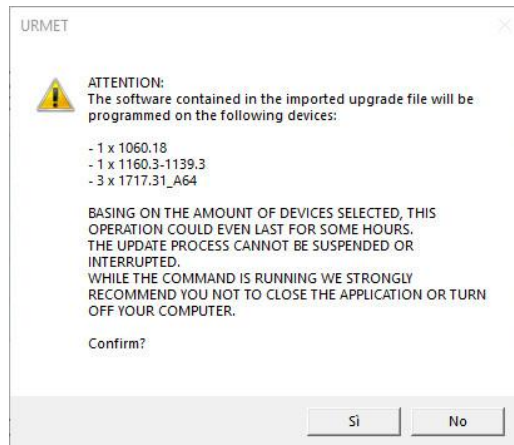 URMET
ATTENTION:
The software contained in the imported upgrade file will be
programmed on the following devices:
- 1 x 1060.18
- 1 x 1160.3-1139.3
- 3 x 1717.31_A64
BASING ON THE AMOUNT OF DEVICES SELECTED, THIS
OPERATION COULD EVEN LAST FOR SOME HOURS.
THE UPDATE PROCESS CANNOT BE SUSPENDED OR
INTERRUPTED.
WHILE THE COMMAND IS RUNNING WE STRONGLY
RECOMMEND YOU NOT TO CLOSE THE APPLICATION OR TURN
OFF YOUR COMPUTER.
Confirm?
Sì No